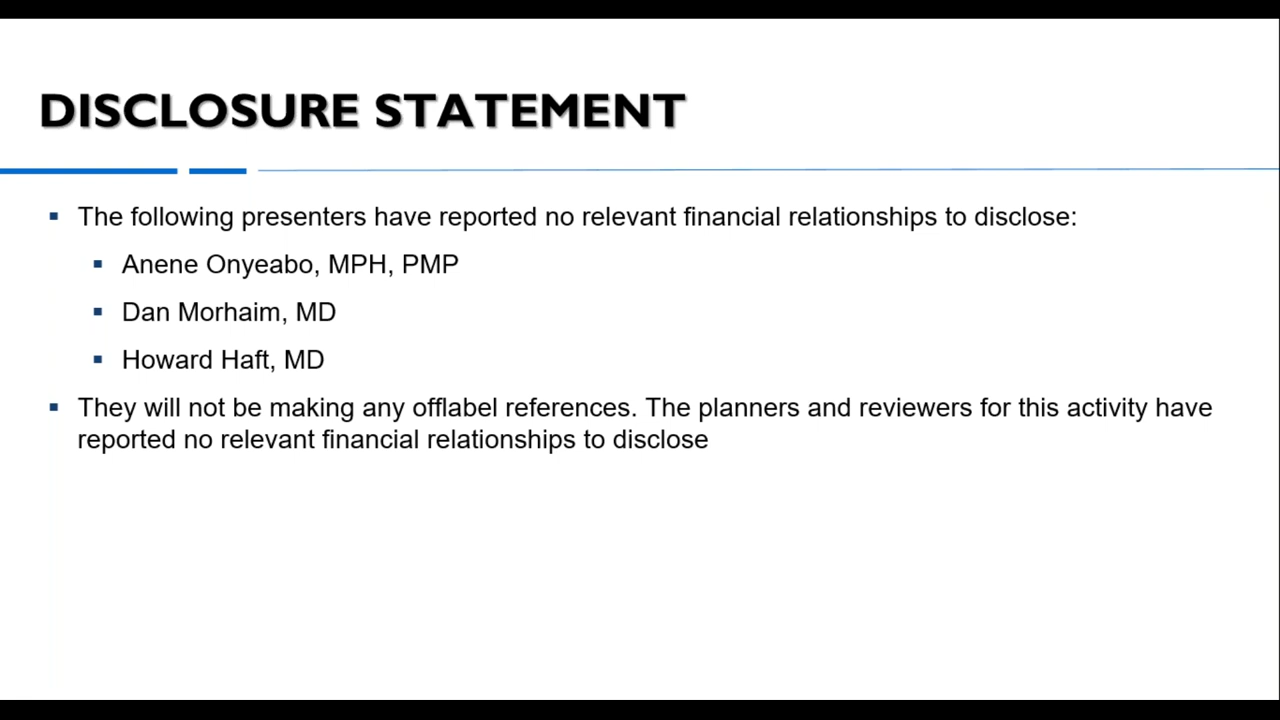 DISCLOSURE STATEMENT
▪ The following presenters have reported no relevant financial relationships to disclose:
▪ Anene Onyeabo, MPH, PMP
▪ Dan Morhaim, MD
▪ Howard Haft, MD
▪ They will not be making any offlabel references. The planners and reviewers for this activity have
reported no relevant financial relationships to disclose